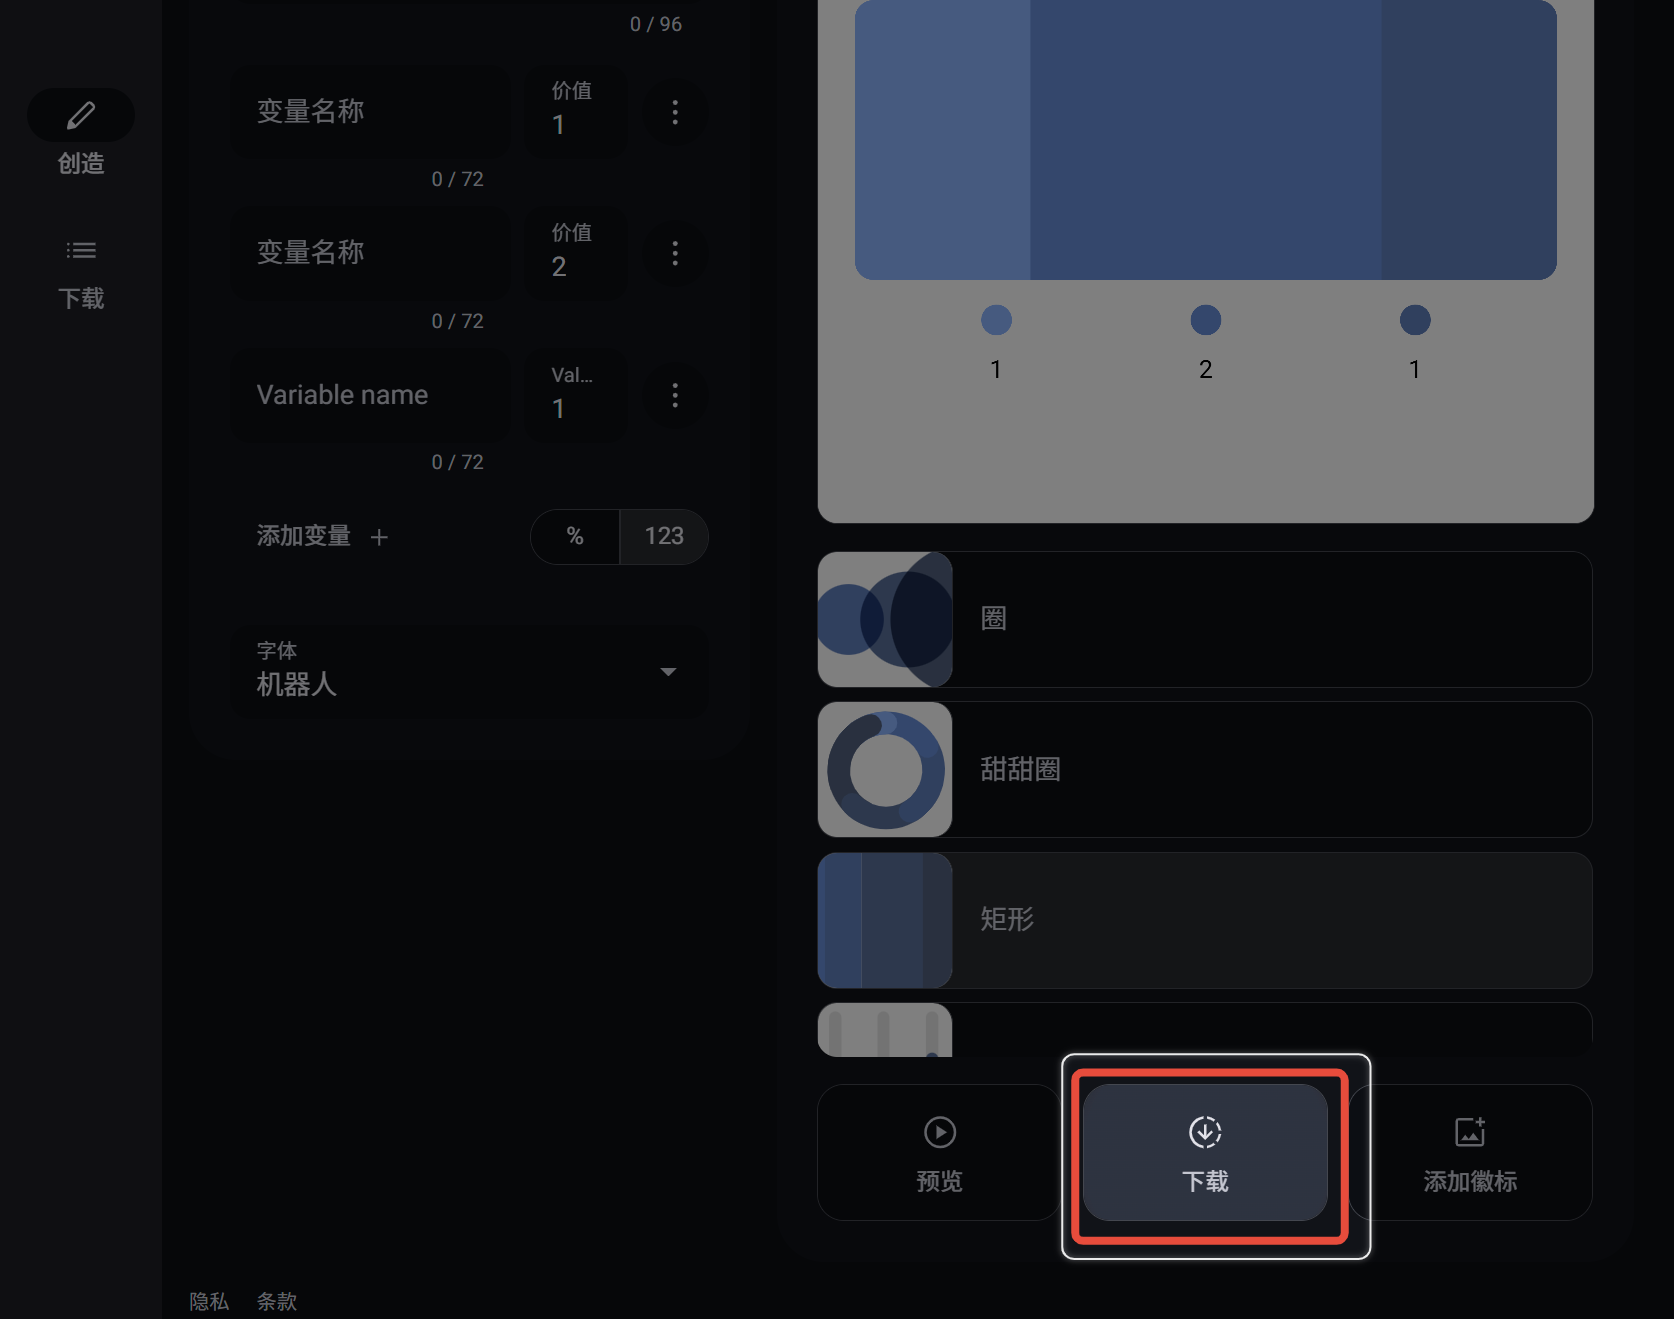 创造
下载
0 / 96
变量名称
价值
1
0 / 72
变量名称
价值
2
0 / 72
Variable name
Val...
1
0 / 72
添加变量 +
%
123
字体
机器人
1
2
1
圈
甜甜圈
矩形
预览
下载
添加徽标
隐私
条款